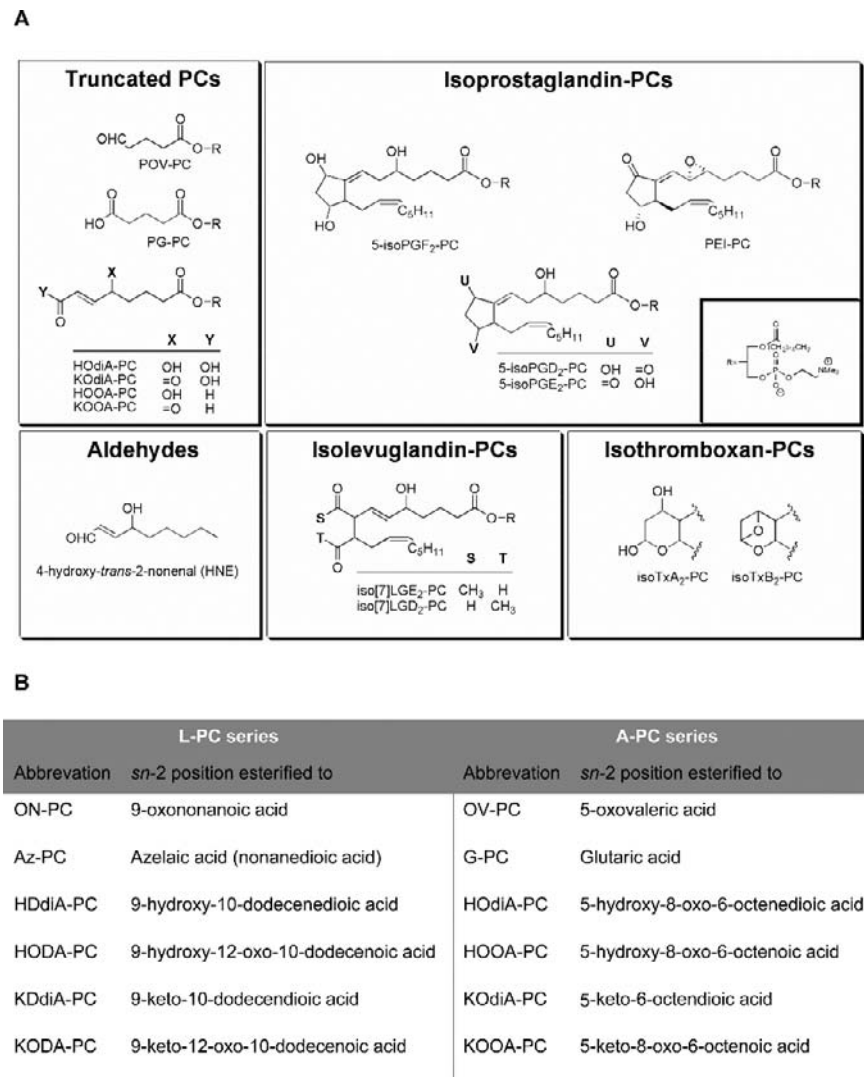 A
Truncated PCs
OHC
O
O–R
POV-PC
O
HO
O
O–R
PG-PC
X
Y
O
O
O–R
X Y
HOdiA-PC OH OH
KOdiA-PC =O OH
HOOA-PC OH H
KOOA-PC =O H
Isoprostaglandin-PCs
OH
OH
O
O–R
C5H11
HO
5-isoPGF2-PC
O
O
O
O–R
C5H11
HO
PEI-PC
U
OH
O
O–R
C5H11
V
U V
5-isoPGD2-PC OH =O
5-isoPGE2-PC =O OH
Aldehydes
OH
OHC
4-hydroxy-trans-2-nonenal (HNE)
Isolevuglandin-PCs
O
OH
O
S
O–R
T
C5H11
O
S T
iso[7]LGE2-PC CH3 H
iso[7]LGD2-PC H CH3
Isothromboxan-PCs
OH
HO
O
isoTxA2-PC
O
O
isoTxB2-PC
B
L-PC series
Abbrevation sn-2 position esterified to
ON-PC 9-oxononanoic acid
Az-PC Azelaic acid (nonanedioic acid)
HDdiA-PC 9-hydroxy-10-dodecenedioic acid
HODA-PC 9-hydroxy-12-oxo-10-dodecenoic acid
KDdiA-PC 9-keto-10-dodecendioic acid
KODA-PC 9-keto-12-oxo-10-dodecenoic acid
A-PC series
Abbrevation sn-2 position esterified to
OV-PC 5-oxovaleric acid
G-PC Glutaric acid
HOdiA-PC 5-hydroxy-8-oxo-6-octenedioic acid
HOOA-PC 5-hydroxy-8-oxo-6-octenoic acid
KOdiA-PC 5-keto-6-octendioic acid
KOOA-PC 5-keto-8-oxo-6-octenoic acid